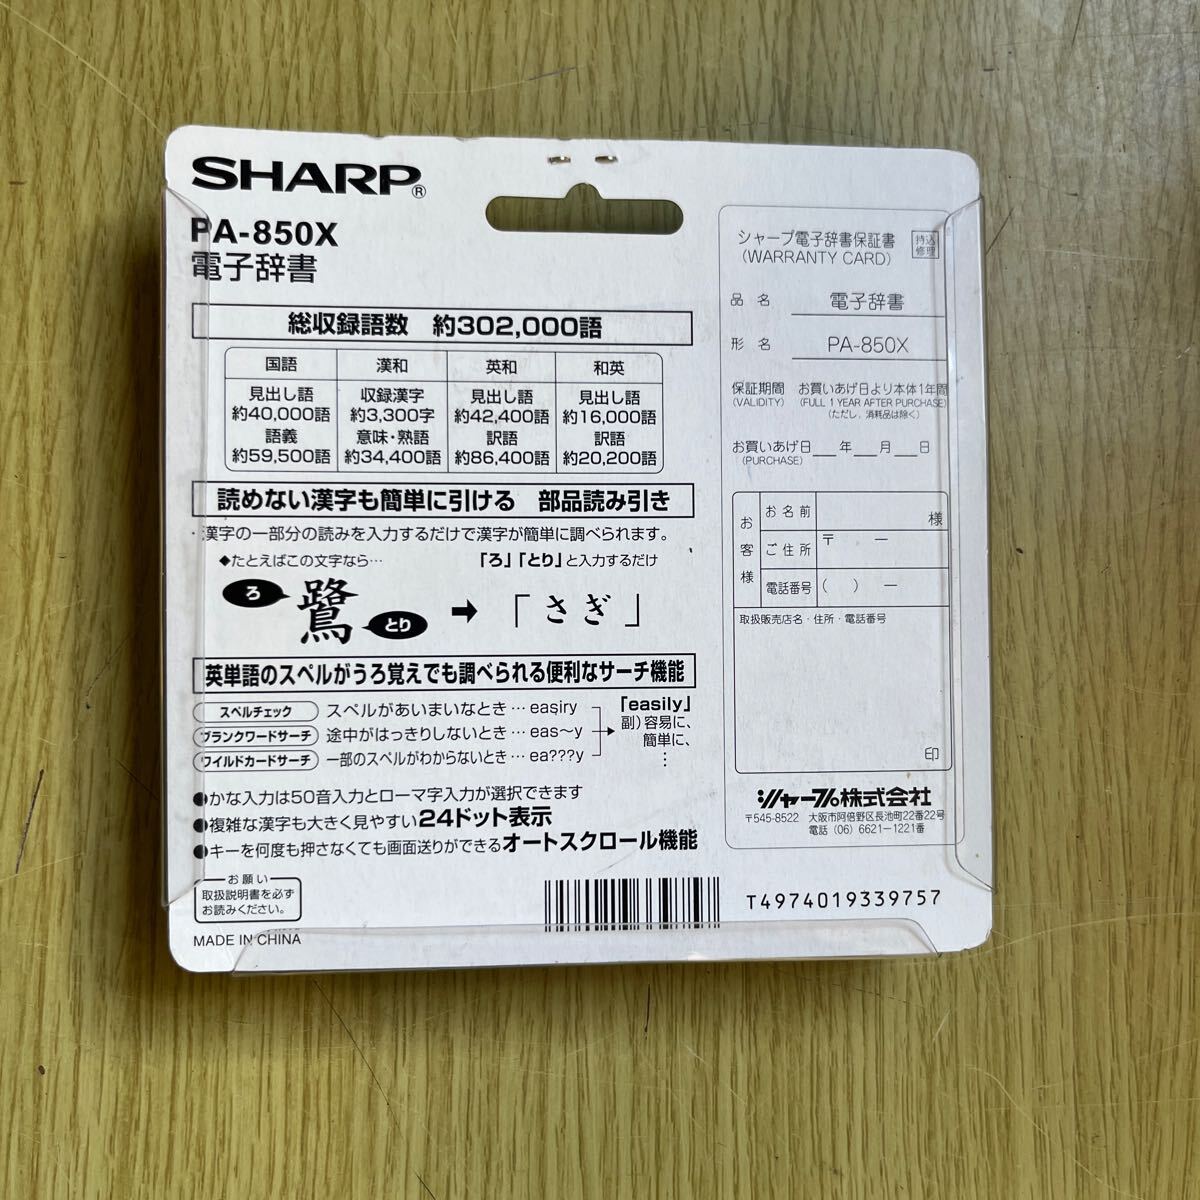 SHARP®
PA-850X
電子辞書
総収録語数 約302,000語
国語 漢和 英和 和英
見出し語 収録漢字 見出し語 見出し語
約40,000語 約3,300字 約42,400語 約16,000語
語義 意味・熟語 訳語 訳語
約59,500語 約34,400語 約86,400語 約20,200語
読めない漢字も簡単に引ける 部品読み引き
・漢字の一部分の読みを入力するだけで漢字が簡単に調べられます。
◆たとえばこの文字なら… 「ろ」「とり」と入力するだけ
ろ 鷺 とり ➡ 「さぎ」
英単語のスペルがうろ覚えでも調べられる便利なサーチ機能
スペルチェック スペルがあいまいなとき…easiry
ブランクワードサーチ 途中がはっきりしないとき…eas〜y
ワイルドカードサーチ 一部のスペルがわからないとき…ea???y
「easily」
副）容易に、
簡単に、
⋮
●かな入力は50音入力とローマ字入力が選択できます
●複雑な漢字も大きく見やすい24ドット表示
●キーを何度も押さなくても画面送りができるオートスクロール機能
お願い
取扱説明書を必ず
お読みください。
MADE IN CHINA
シャープ電子辞書保証書 持込修理
(WARRANTY CARD)
品名 電子辞書
形名 PA-850X
保証期間 お買いあげ日より本体1年間
(VALIDITY) (FULL 1 YEAR AFTER PURCHASE)
(ただし、消耗品は除く)
お買いあげ日 年 月 日
(PURCHASE)
お客様
お名前 様
ご住所 〒 ―
電話番号 ( ) ―
取扱販売店名・住所・電話番号
印
シャープ株式会社
〒545-8522 大阪市阿倍野区長池町22番22号
電話 (06) 6621-1221番
T4974019339757